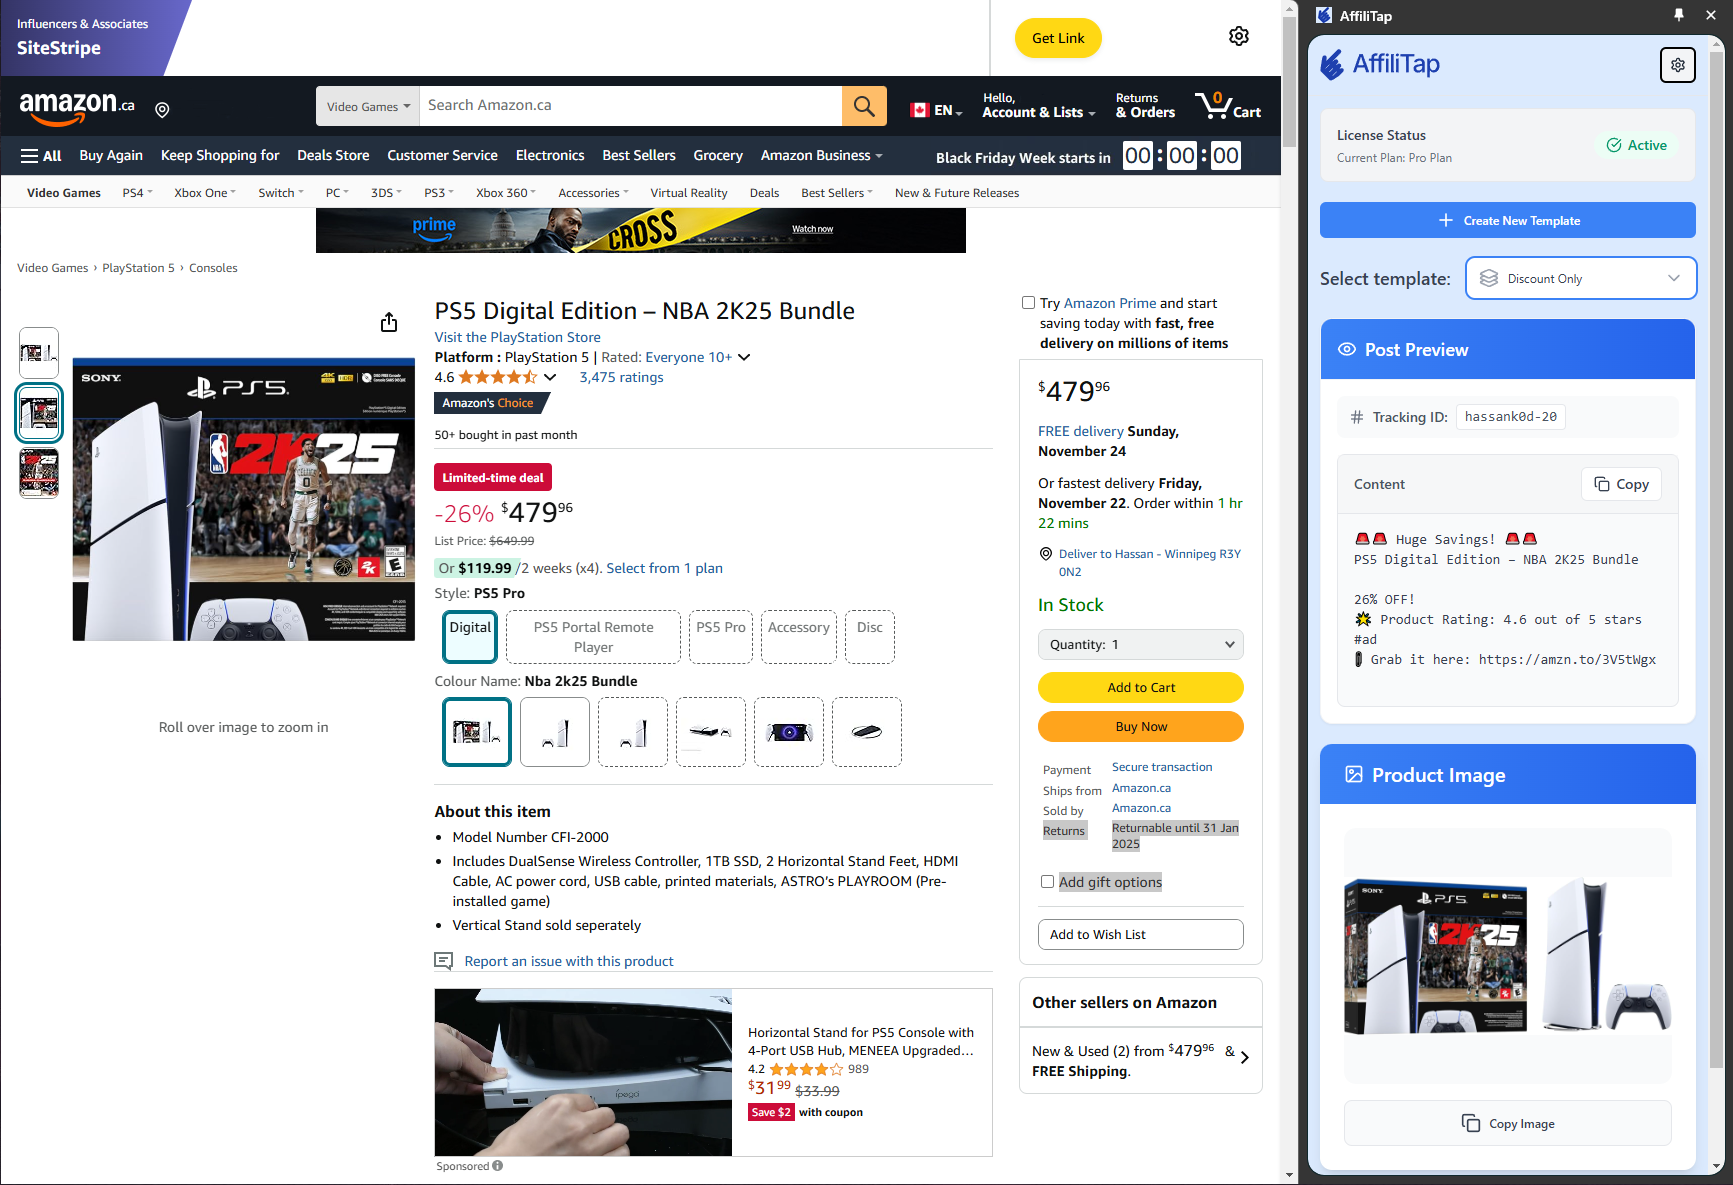 Influencers & Associates
SiteStripe
Get Link
amazon.ca
Video Games
Search Amazon.ca
EN
Hello,
Account & Lists
Returns
& Orders
0
Cart
All
Buy Again
Keep Shopping for
Deals Store
Customer Service
Electronics
Best Sellers
Grocery
Amazon Business
Black Friday Week starts in 00 : 00 : 00
Video Games
PS4
Xbox One
Switch
PC
3DS
PS3
Xbox 360
Accessories
Virtual Reality
Deals
Best Sellers
New & Future Releases
prime
CROSS
Watch now
Video Games › PlayStation 5 › Consoles
SONY
PS5
NBA 2K25
2K
E
Roll over image to zoom in
PS5 Digital Edition – NBA 2K25 Bundle
Visit the PlayStation Store
Platform : PlayStation 5 | Rated: Everyone 10+
4.6
3,475 ratings
Amazon's Choice
50+ bought in past month
Limited-time deal
-26% $479.96
List Price: $649.99
Or $119.99 /2 weeks (x4). Select from 1 plan
Style: PS5 Pro
Digital
PS5 Portal Remote
Player
PS5 Pro
Accessory
Disc
Colour Name: Nba 2k25 Bundle
About this item
• Model Number CFI-2000
• Includes DualSense Wireless Controller, 1TB SSD, 2 Horizontal Stand Feet, HDMI
Cable, AC power cord, USB cable, printed materials, ASTRO's PLAYROOM (Pre-
installed game)
• Vertical Stand sold seperately
Report an issue with this product
ipega
Horizontal Stand for PS5 Console with
4-Port USB Hub, MENEEA Upgraded...
4.2
989
$31.99 $33.99
Save $2 with coupon
Sponsored
Try Amazon Prime and start
saving today with fast, free
delivery on millions of items
$479.96
FREE delivery Sunday,
November 24
Or fastest delivery Friday,
November 22. Order within 1 hr
22 mins
Deliver to Hassan - Winnipeg R3Y
0N2
In Stock
Quantity: 1
Add to Cart
Buy Now
Payment
Secure transaction
Ships from
Amazon.ca
Sold by
Amazon.ca
Returns
Returnable until 31 Jan
2025
Add gift options
Add to Wish List
Other sellers on Amazon
New & Used (2) from $479.96 &
FREE Shipping.
AffiliTap
AffiliTap
License Status
Current Plan: Pro Plan
Active
Create New Template
Select template:
Discount Only
Post Preview
# Tracking ID: hassank0d-20
Content
Copy
🚨🚨 Huge Savings! 🚨🚨
PS5 Digital Edition – NBA 2K25 Bundle
26% OFF!
🌟 Product Rating: 4.6 out of 5 stars
#ad
Grab it here: https://amzn.to/3V5tWgx
Product Image
SONY
PS5
NBA 2K25
Copy Image